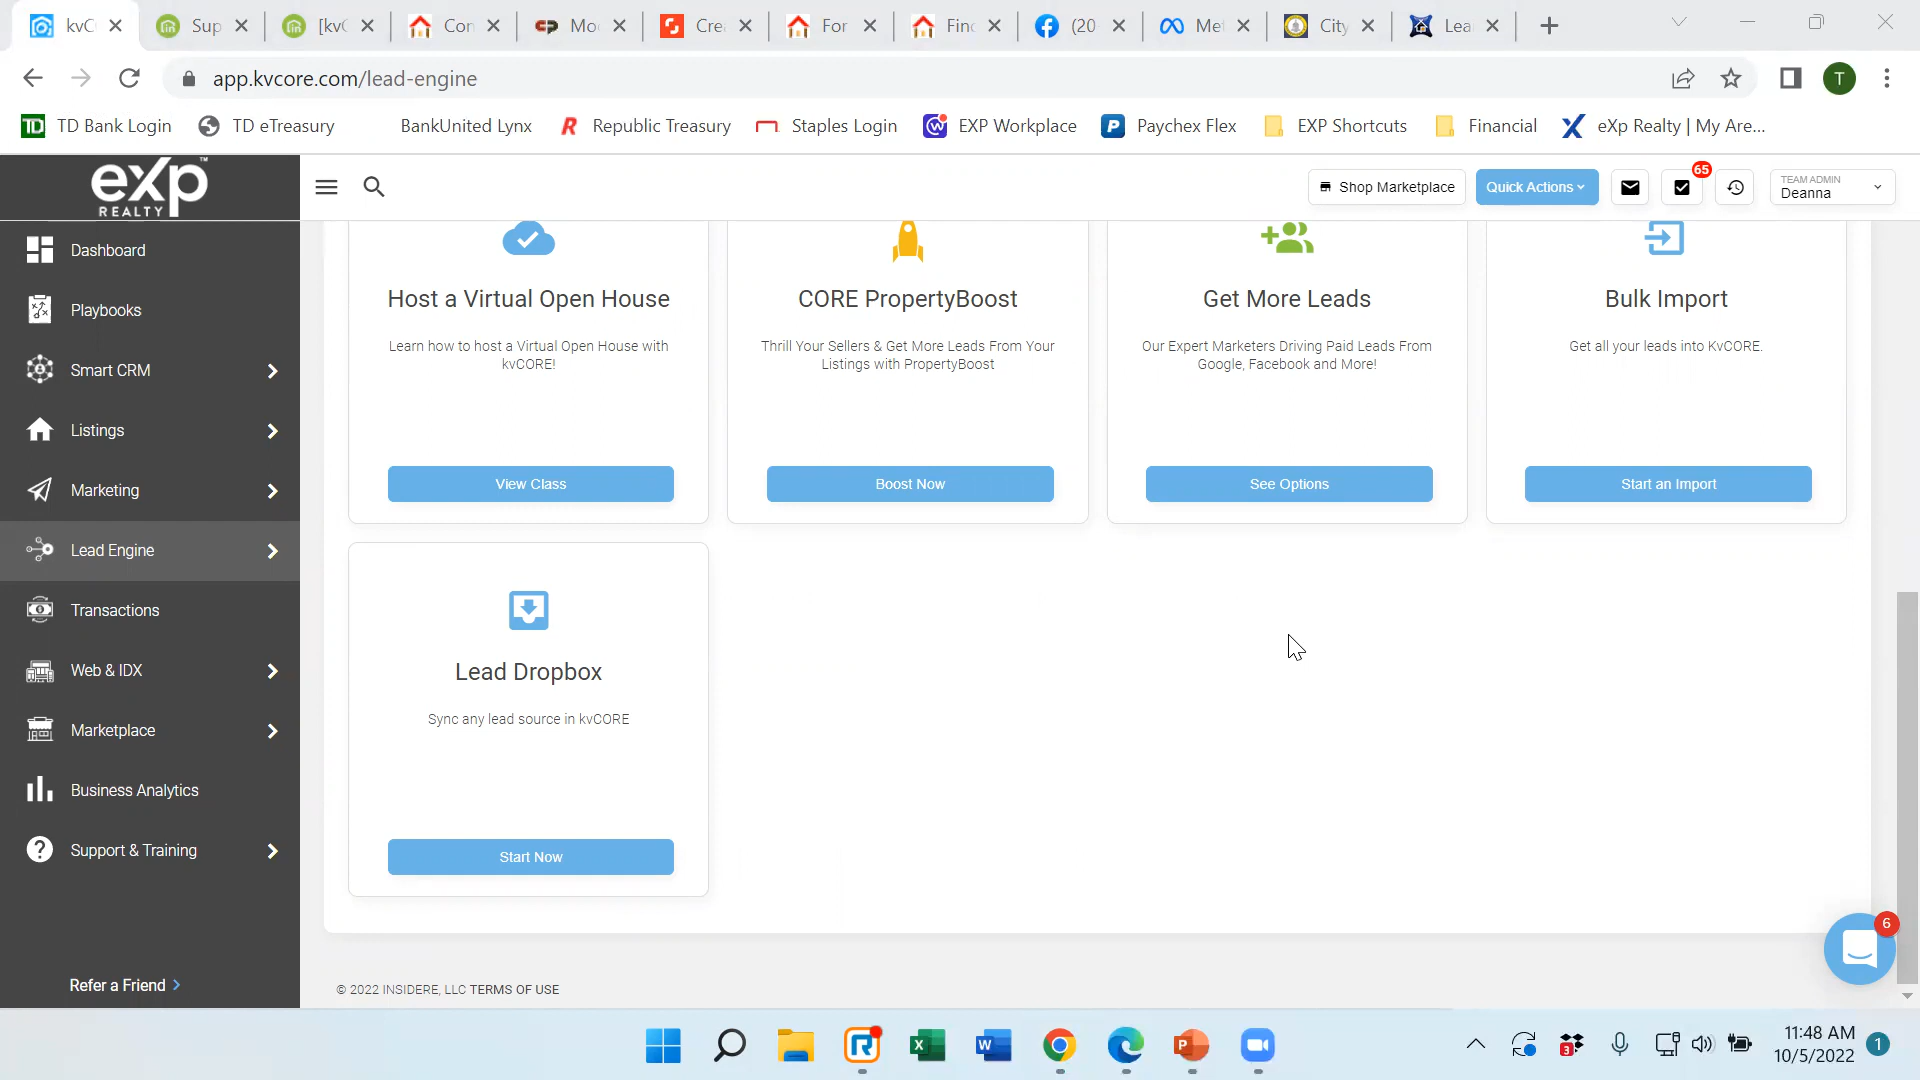 kvC
Sup
[kvC
Con
Moc
Crea
For
Finc
(20
Met
City
Lea
app.kvcore.com/lead-engine
T
TD Bank Login
TD eTreasury
BankUnited Lynx
Republic Treasury
Staples Login
EXP Workplace
Paychex Flex
EXP Shortcuts
Financial
eXp Realty | My Are...
eXp
REALTY
Shop Marketplace
Quick Actions
65
TEAM ADMIN
Deanna
Dashboard
Playbooks
Smart CRM
Listings
Marketing
Lead Engine
Transactions
Web & IDX
Marketplace
Business Analytics
Support & Training
Refer a Friend
Host a Virtual Open House
Learn how to host a Virtual Open House with
kvCORE!
View Class
CORE PropertyBoost
Thrill Your Sellers & Get More Leads From Your
Listings with PropertyBoost
Boost Now
Get More Leads
Our Expert Marketers Driving Paid Leads From
Google, Facebook and More!
See Options
Bulk Import
Get all your leads into KvCORE.
Start an Import
Lead Dropbox
Sync any lead source in kvCORE
Start Now
6
© 2022 INSIDERE, LLC TERMS OF USE
3
11:48 AM
10/5/2022
1